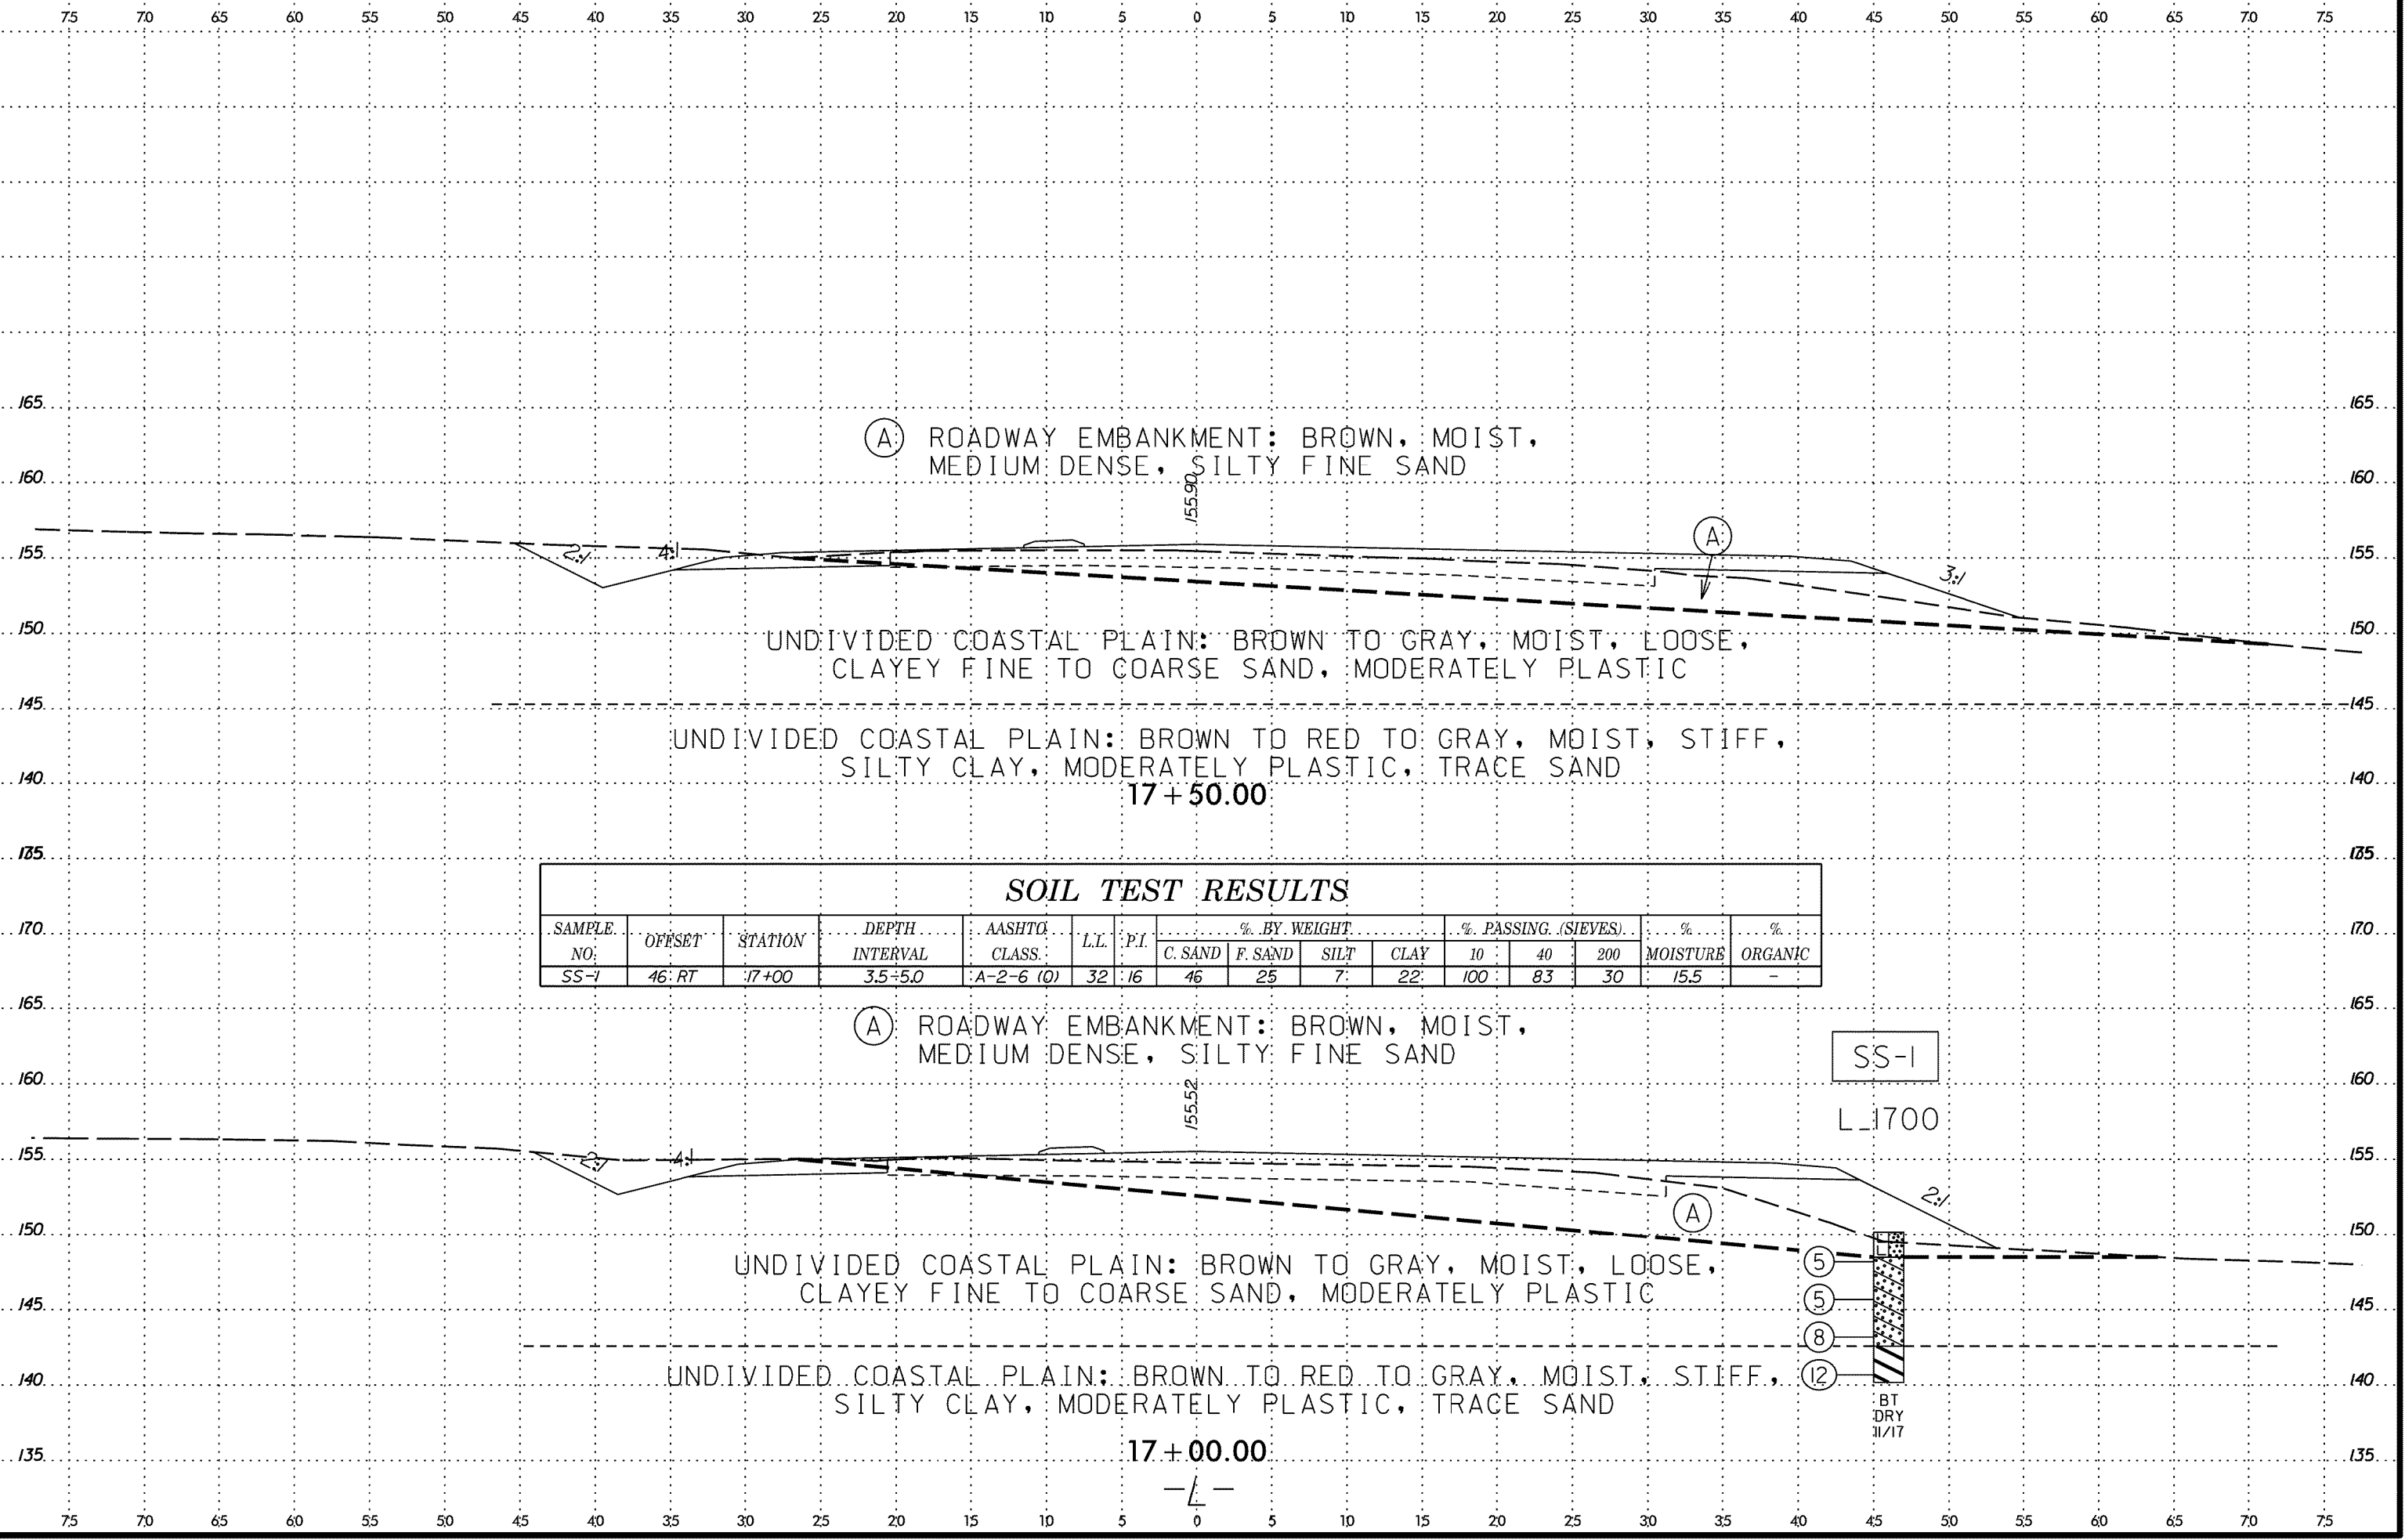 75 70 65 60 55 50 45 40 35 30 25 20 15 10 5 0 5 10 15 20 25 30 35 40 45 50 55 60 65 70 75
165 165
A ROADWAY EMBANKMENT: BROWN, MOIST,
MEDIUM DENSE, SILTY FINE SAND
160 160
155.90
A
155 2:1 4:1 155
3:1
150 150
UNDIVIDED COASTAL PLAIN: BROWN TO GRAY, MOIST, LOOSE,
CLAYEY FINE TO COARSE SAND, MODERATELY PLASTIC
145 145
UNDIVIDED COASTAL PLAIN: BROWN TO RED TO GRAY, MOIST, STIFF,
SILTY CLAY, MODERATELY PLASTIC, TRACE SAND
140 140
17+50.00
SOIL TEST RESULTS
170 170
SAMPLE NO. OFFSET STATION DEPTH INTERVAL AASHTO CLASS. L.L. P.I. % BY WEIGHT % PASSING (SIEVES) % MOISTURE % ORGANIC
C. SAND F. SAND SILT CLAY 10 40 200
SS-1 46 RT 17+00 3.5-5.0 A-2-6 (0) 32 16 46 25 7 22 100 83 30 15.5 -
165 165
A ROADWAY EMBANKMENT: BROWN, MOIST,
MEDIUM DENSE, SILTY FINE SAND
SS-1
160 160
155.52
L_1700
155 2:1 4:1 155
2:1
A
150 150
UNDIVIDED COASTAL PLAIN: BROWN TO GRAY, MOIST, LOOSE,
CLAYEY FINE TO COARSE SAND, MODERATELY PLASTIC
5
5
145 145
8
UNDIVIDED COASTAL PLAIN: BROWN TO RED TO GRAY, MOIST, STIFF,
SILTY CLAY, MODERATELY PLASTIC, TRACE SAND
12
140 140
BT
DRY
11/17
17+00.00
135 135
-L-
75 70 65 60 55 50 45 40 35 30 25 20 15 10 5 0 5 10 15 20 25 30 35 40 45 50 55 60 65 70 75